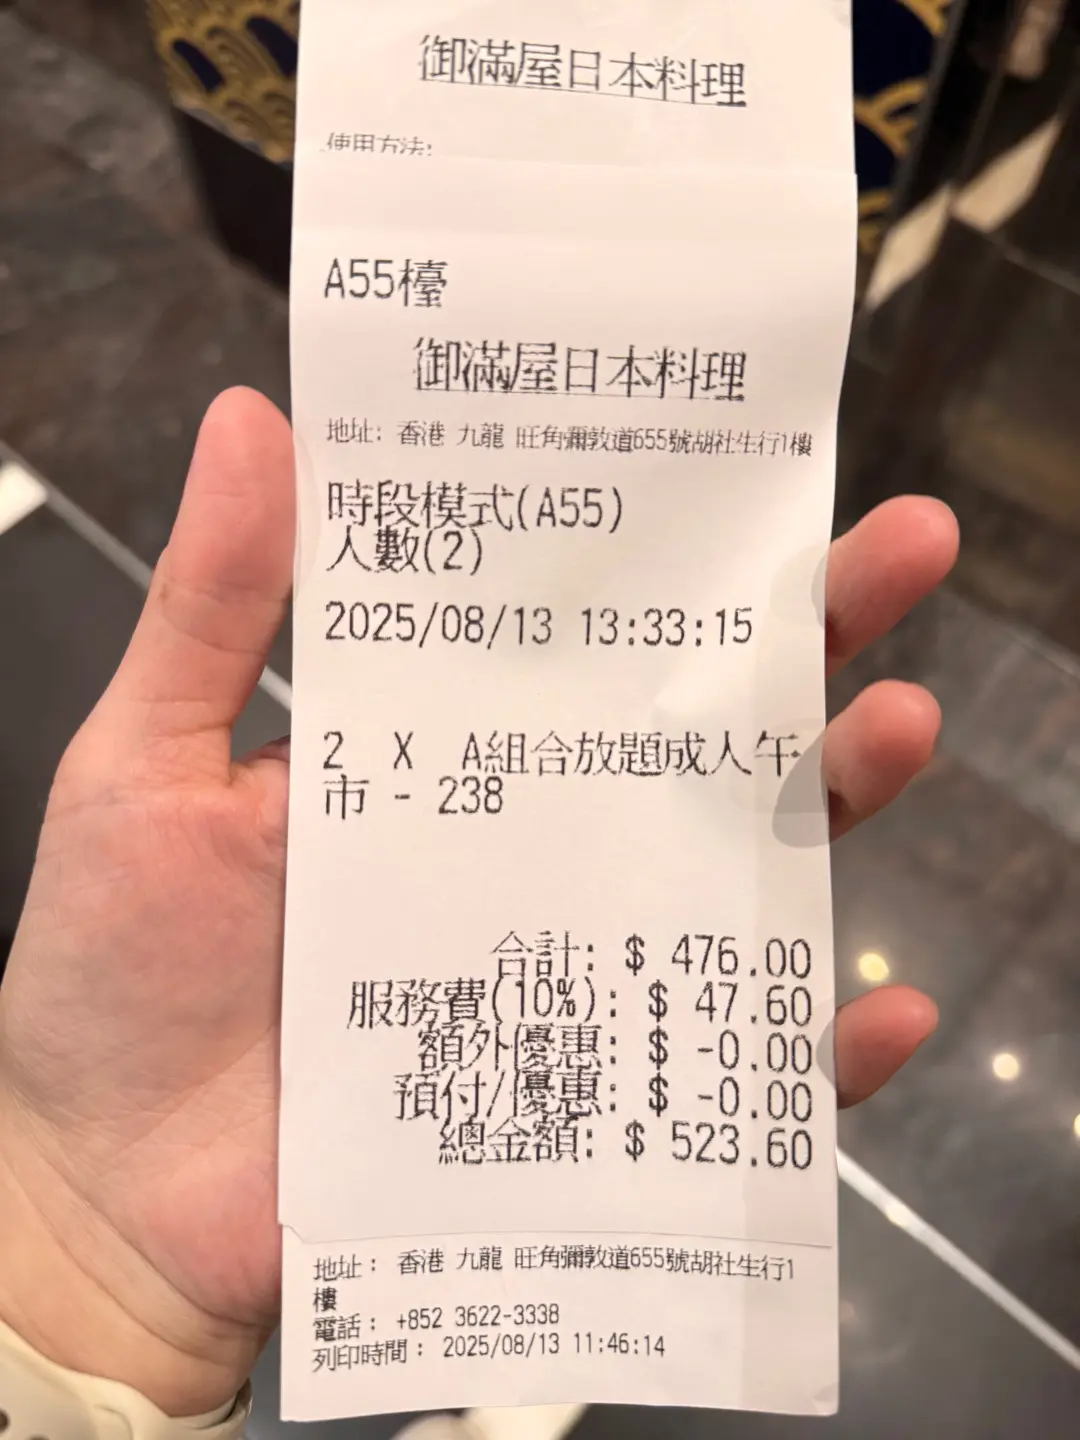 御滿屋日本料理
使用方法:
A55檯
御滿屋日本料理
地址: 香港 九龍 旺角彌敦道655號胡社生行1樓
時段模式(A55)
人數(2)
2025/08/13 13:33:15
2 X A組合放題成人午
市 - 238
合計: $ 476.00
服務費(10%): $ 47.60
額外優惠: $ -0.00
預付/優惠: $ -0.00
總金額: $ 523.60
地址: 香港 九龍 旺角彌敦道655號胡社生行1
樓
電話: +852 3622-3338
列印時間: 2025/08/13 11:46:14